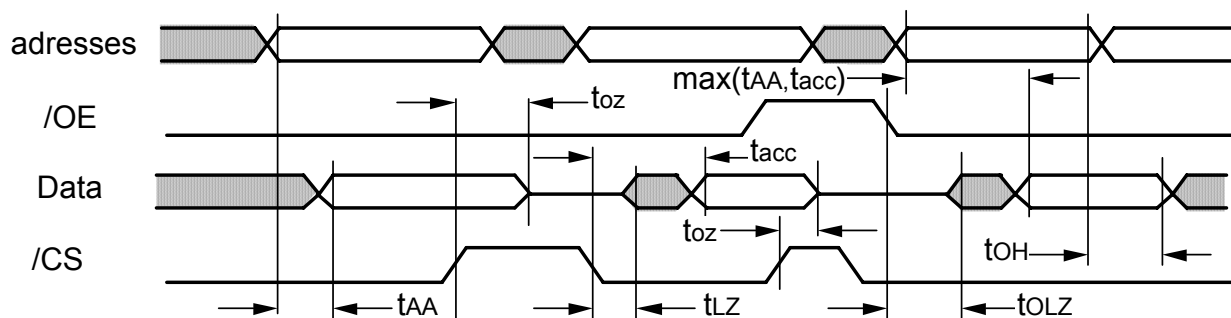 adresses
max(tAA,tacc)
toz
/OE
tacc
Data
toz
tOH
/CS
tAA
tLZ
tOLZ